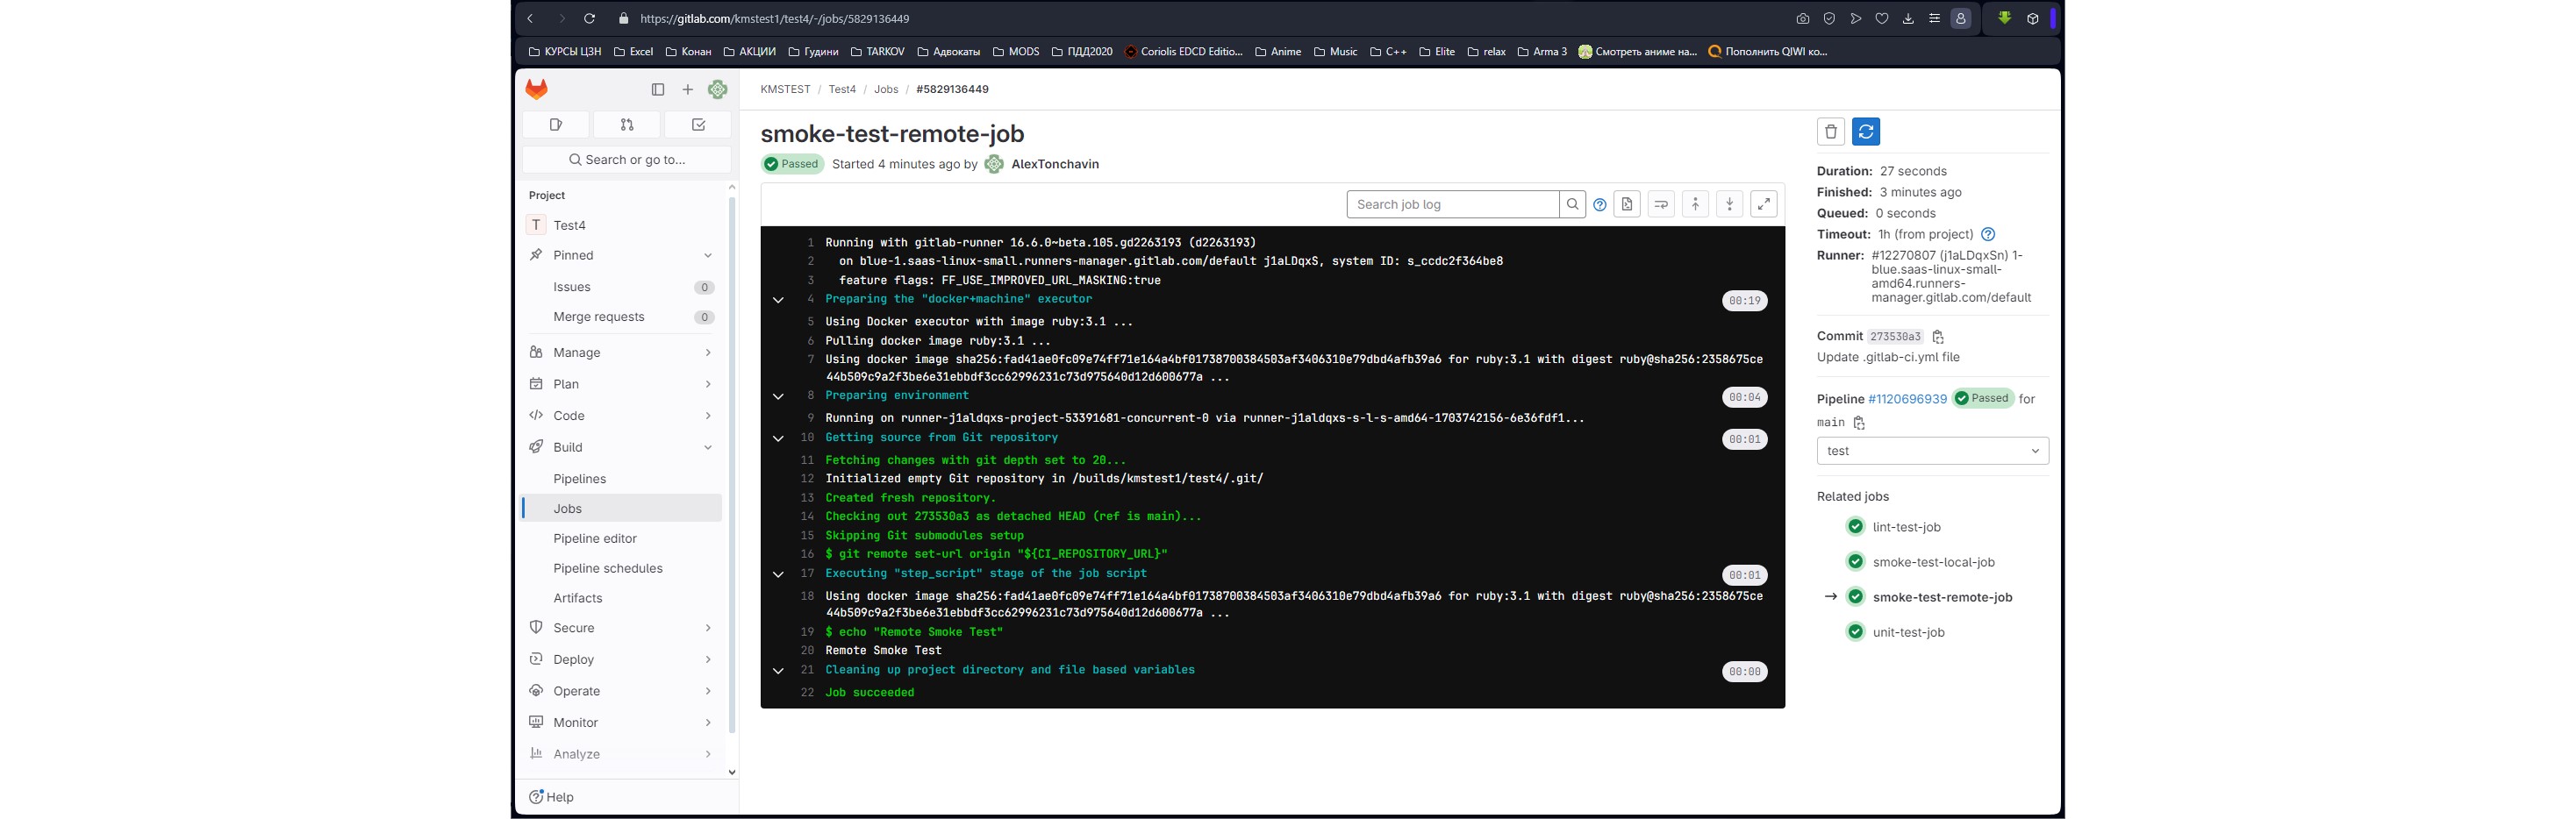 https://gitlab.com/kmstest1/test4/-/jobs/5829136449
КУРСЫ ЦЗН Excel Конан АКЦИИ Гудини TARKOV Адвокаты MODS ПДД2020 Coriolis EDCD Editio... Anime Music C++ Elite relax Arma 3 Смотреть аниме на... Пополнить QIWI ко...
Search or go to...
Project
T Test4
Pinned
Issues 0
Merge requests 0
Manage
Plan
Code
Build
Pipelines
Jobs
Pipeline editor
Pipeline schedules
Artifacts
Secure
Deploy
Operate
Monitor
Analyze
Help
KMSTEST / Test4 / Jobs / #5829136449
smoke-test-remote-job
Passed Started 4 minutes ago by AlexTonchavin
Search job log
1 Running with gitlab-runner 16.6.0~beta.105.gd2263193 (d2263193)
2 on blue-1.saas-linux-small.runners-manager.gitlab.com/default j1aLDqxS, system ID: s_ccdc2f364be8
3 feature flags: FF_USE_IMPROVED_URL_MASKING:true
4 Preparing the "docker+machine" executor 00:19
5 Using Docker executor with image ruby:3.1 ...
6 Pulling docker image ruby:3.1 ...
7 Using docker image sha256:fad41ae0fc09e74ff71e164a4bf01738700384503af3406310e79dbd4afb39a6 for ruby:3.1 with digest ruby@sha256:2358675ce
44b509c9a2f3be6e31ebbdf3cc62996231c73d975640d12d600677a ...
8 Preparing environment 00:04
9 Running on runner-j1aldqxs-project-53391681-concurrent-0 via runner-j1aldqxs-s-l-s-amd64-1703742156-6e36fdf1...
10 Getting source from Git repository 00:01
11 Fetching changes with git depth set to 20...
12 Initialized empty Git repository in /builds/kmstest1/test4/.git/
13 Created fresh repository.
14 Checking out 273530a3 as detached HEAD (ref is main)...
15 Skipping Git submodules setup
16 $ git remote set-url origin "${CI_REPOSITORY_URL}"
17 Executing "step_script" stage of the job script 00:01
18 Using docker image sha256:fad41ae0fc09e74ff71e164a4bf01738700384503af3406310e79dbd4afb39a6 for ruby:3.1 with digest ruby@sha256:2358675ce
44b509c9a2f3be6e31ebbdf3cc62996231c73d975640d12d600677a ...
19 $ echo "Remote Smoke Test"
20 Remote Smoke Test
21 Cleaning up project directory and file based variables 00:00
22 Job succeeded
Duration: 27 seconds
Finished: 3 minutes ago
Queued: 0 seconds
Timeout: 1h (from project)
Runner: #12270807 (j1aLDqxSn) 1-
blue.saas-linux-small-
amd64.runners-
manager.gitlab.com/default
Commit 273530a3
Update .gitlab-ci.yml file
Pipeline #1120696939 Passed for
main
test
Related jobs
lint-test-job
smoke-test-local-job
smoke-test-remote-job
unit-test-job